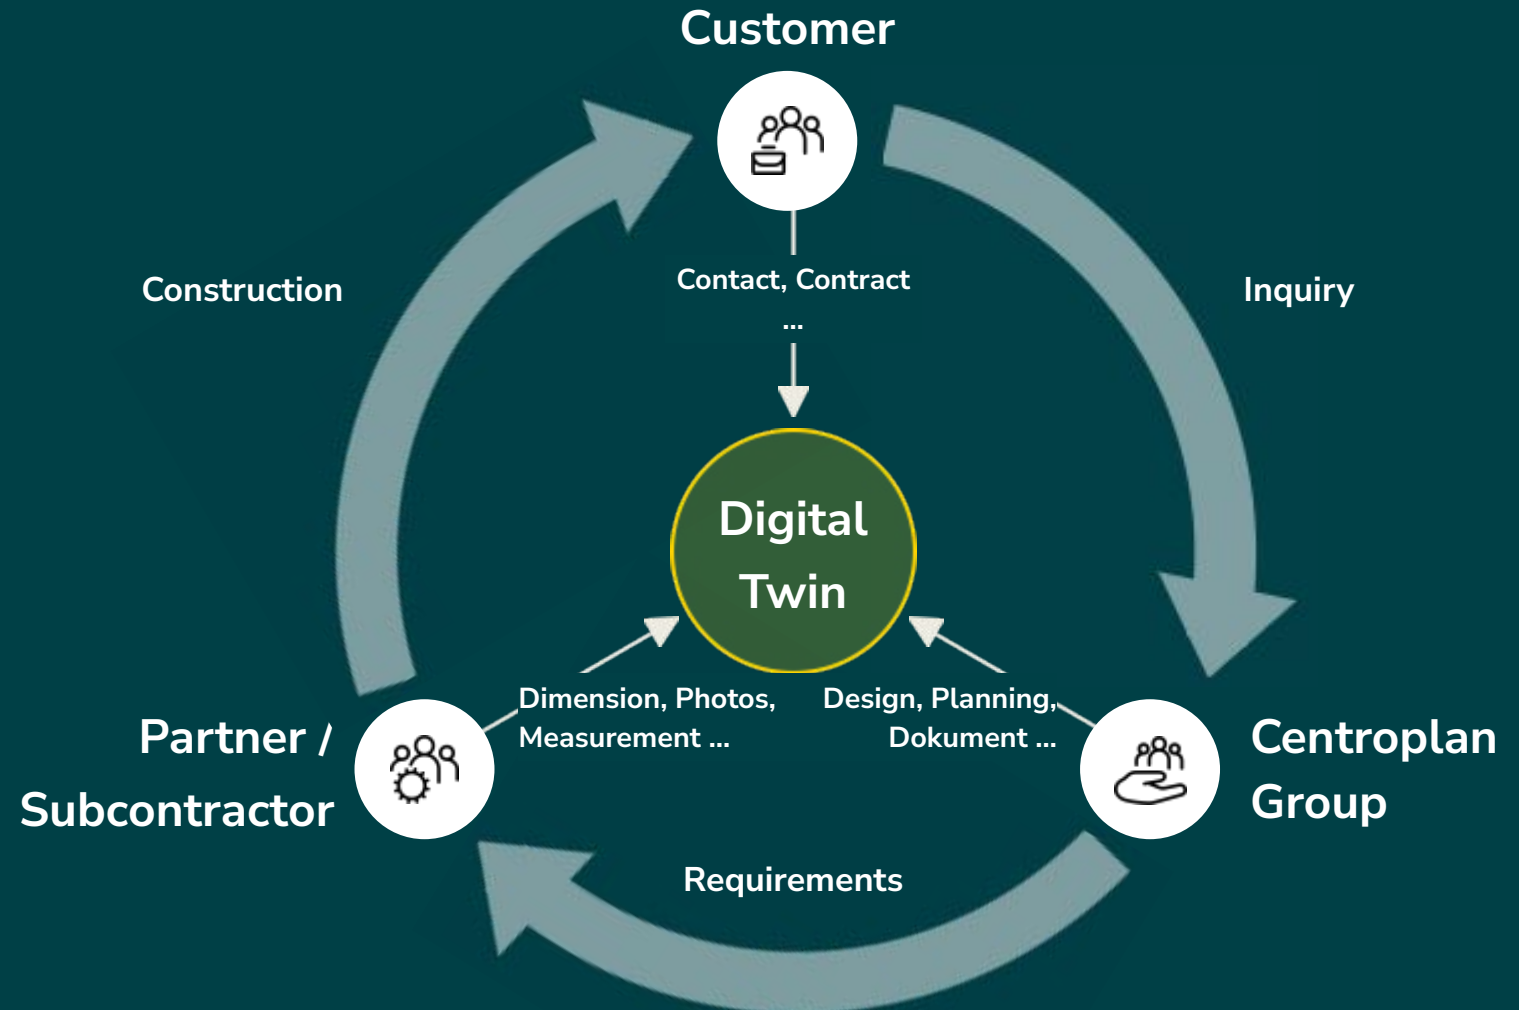 Customer
Construction
Inquiry
Contact, Contract
...
Digital
Twin
Dimension, Photos,
Measurement ...
Design, Planning,
Dokument ...
Partner /
Subcontractor
Centroplan
Group
Requirements